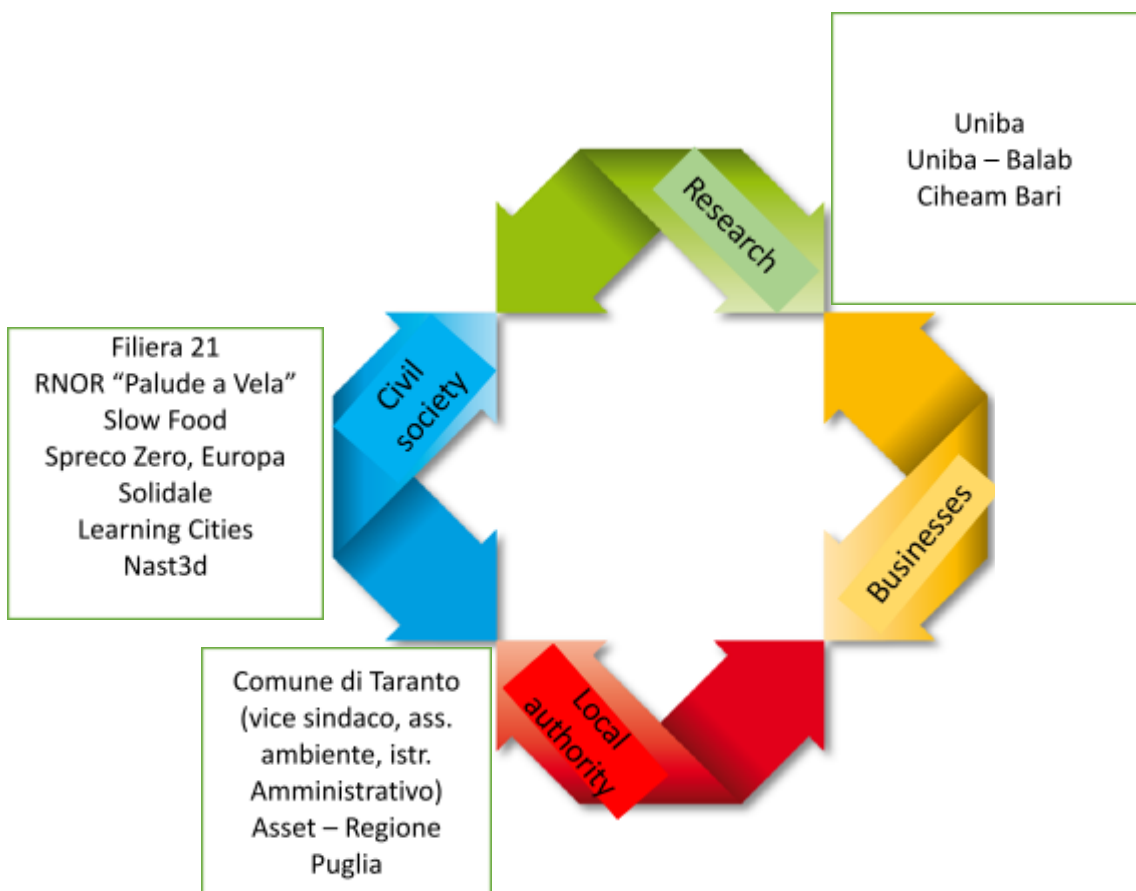 Uniba
Uniba – Balab
Ciheam Bari
Research
Filiera 21
RNOR “Palude a Vela”
Slow Food
Spreco Zero, Europa
Solidale
Learning Cities
Nast3d
Civil
society
Businesses
Comune di Taranto
(vice sindaco, ass.
ambiente, istr.
Amministrativo)
Asset – Regione
Puglia
Local
authority